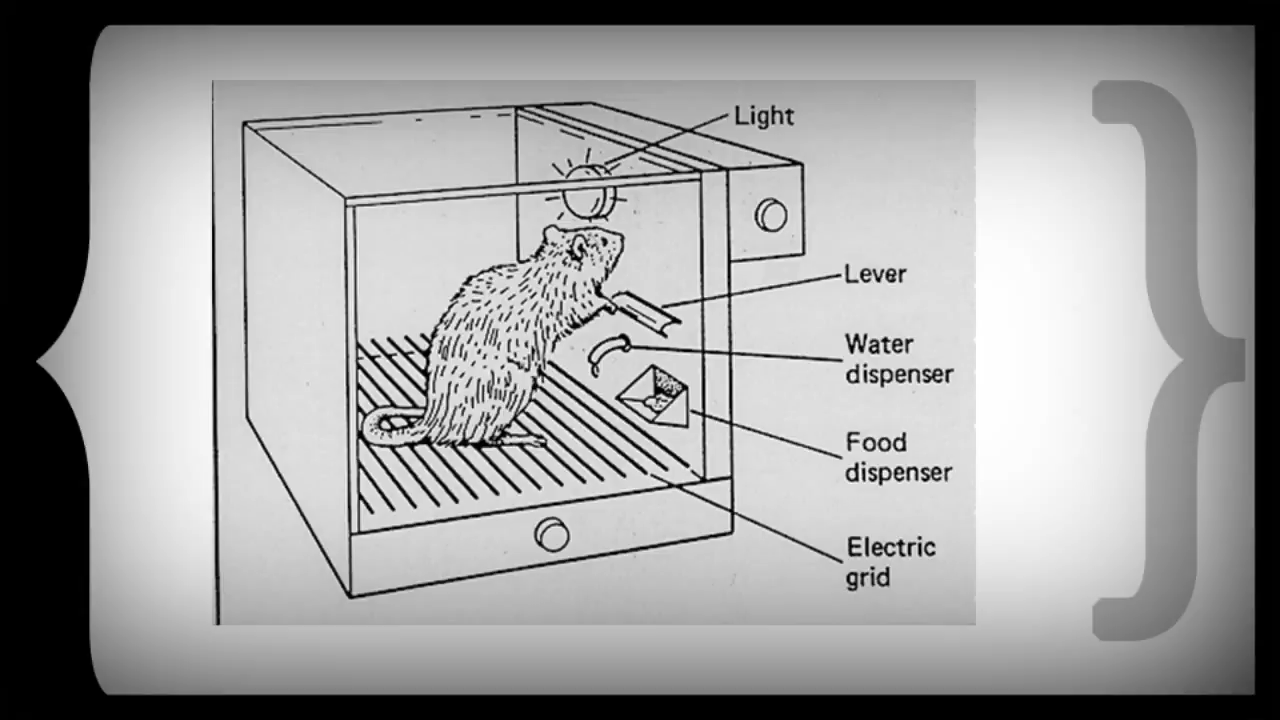 Light
Lever
Water
dispenser
Food
dispenser
Electric
grid